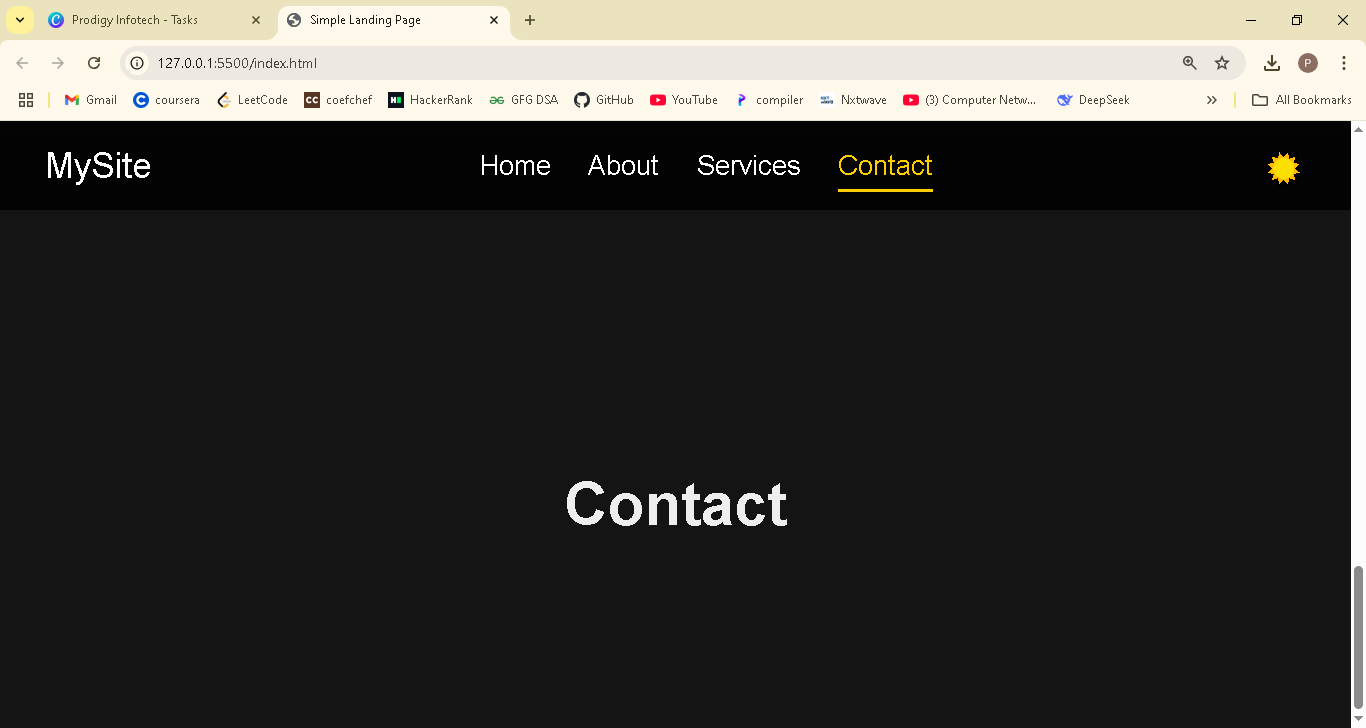 Prodigy Infotech - Tasks Simple Landing Page
127.0.0.1:5500/index.html P
Gmail coursera LeetCode CC coefchef H HackerRank GFG DSA GitHub YouTube compiler Nxtwave (3) Computer Netw... DeepSeek » All Bookmarks
MySite Home About Services Contact
Contact